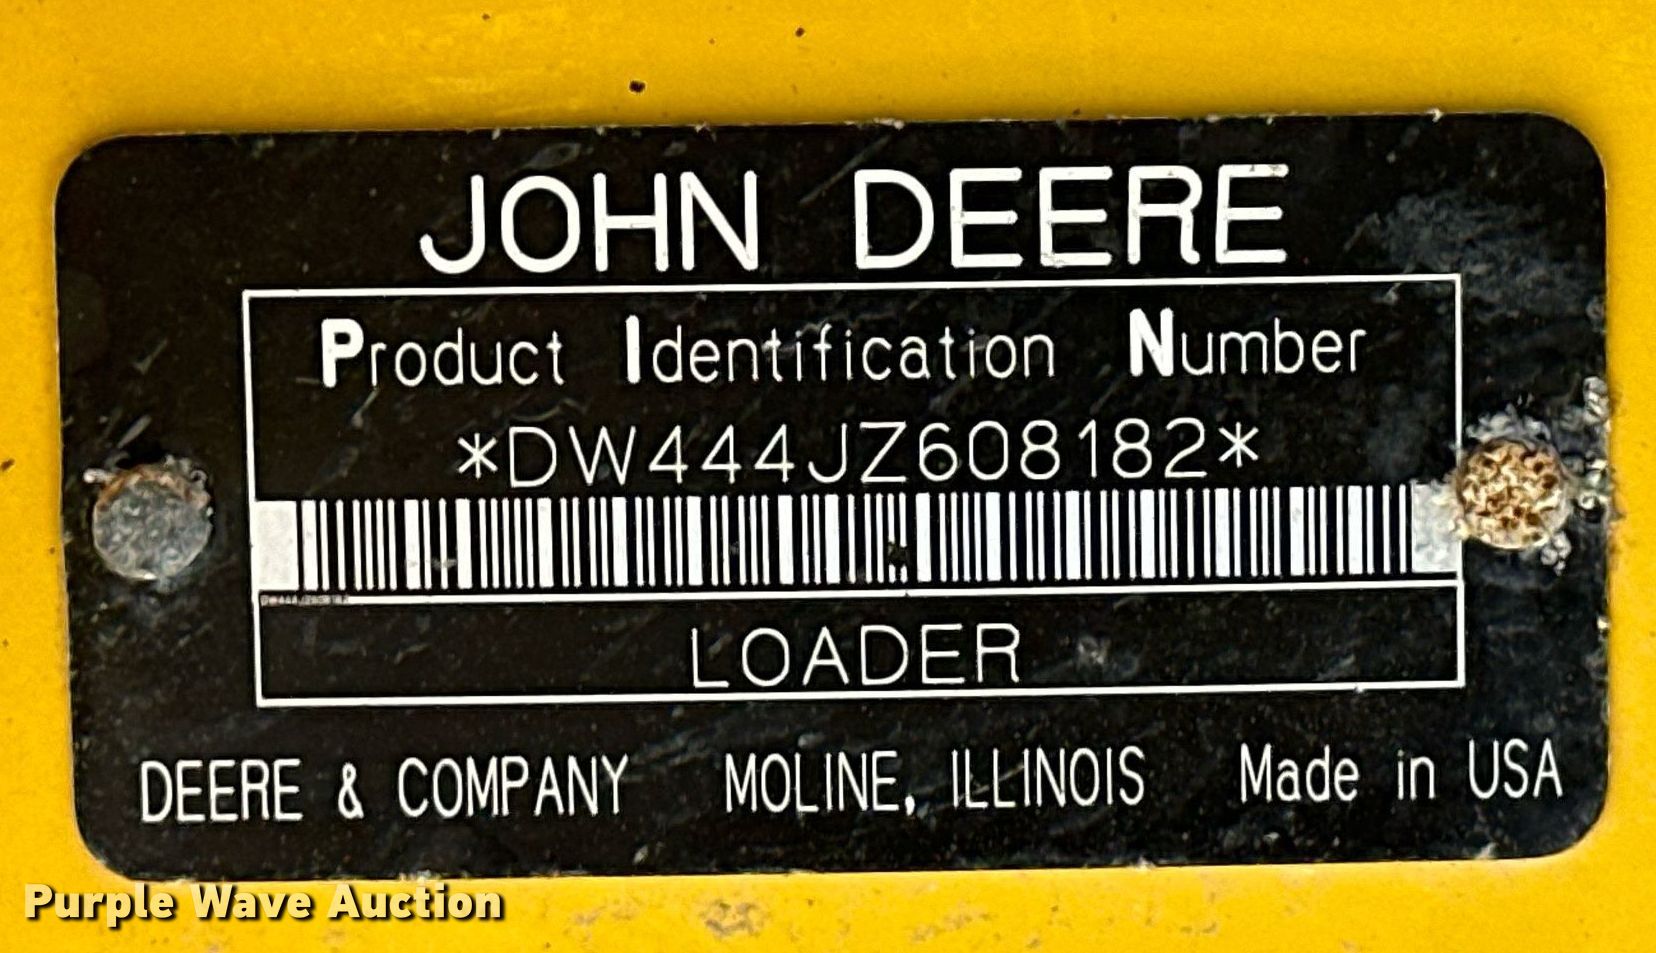 JOHN DEERE
Product Identification Number
*DW444JZ608182*
LOADER
DEERE & COMPANY MOLINE, ILLINOIS Made in USA
Purple Wave Auction